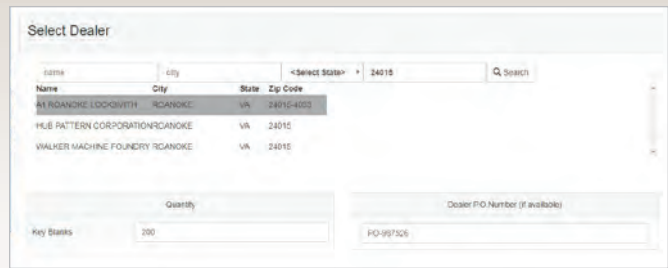 Select Dealer
name city <Select State> 24015 Search
Name City State Zip Code
A1 ROANOKE LOCKSMITH ROANOKE VA 24015-4003
HUB PATTERN CORPORATION ROANOKE VA 24015
WALKER MACHINE FOUNDRY ROANOKE VA 24015
Quantity Dealer P.O. Number (if available)
Key Blanks 200 PO-987526